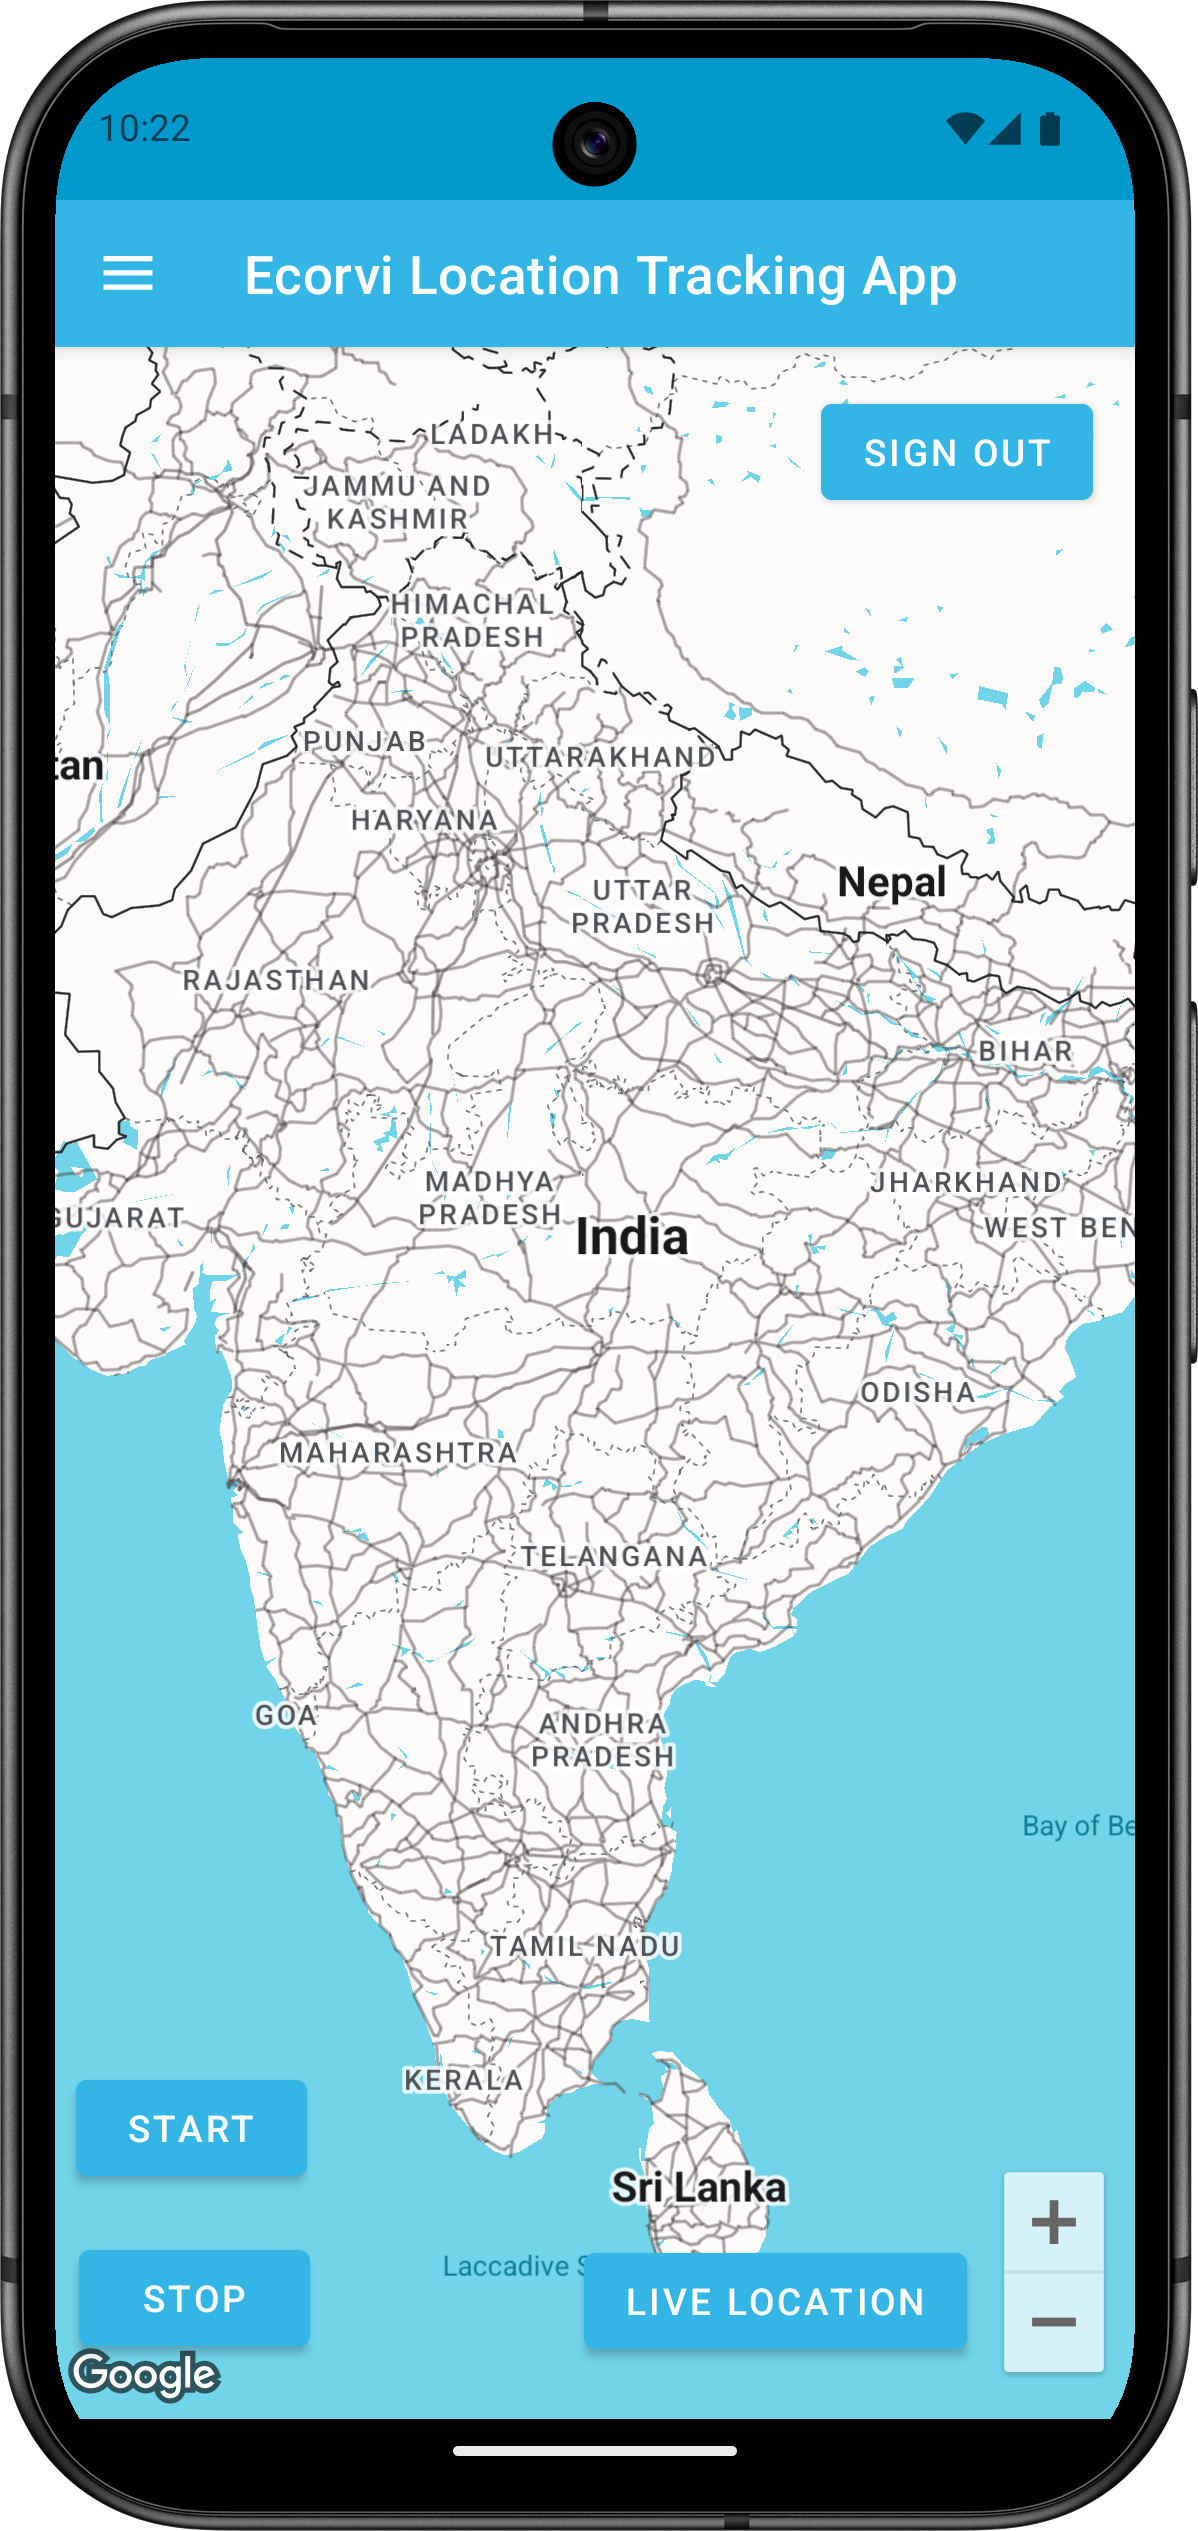 10:22
Ecorvi Location Tracking App
LADAKH
SIGN OUT
JAMMU AND
KASHMIR
HIMACHAL
PRADESH
PUNJAB
UTTARAKHAND
tan
HARYANA
Nepal
UTTAR
PRADESH
RAJASTHAN
BIHAR
MADHYA
PRADESH
JHARKHAND
GUJARAT
WEST BEN
India
ODISHA
MAHARASHTRA
TELANGANA
GOA
ANDHRA
PRADESH
Bay of Be
TAMIL NADU
KERALA
START
Sri Lanka
Laccadive S
STOP
LIVE LOCATION
Google